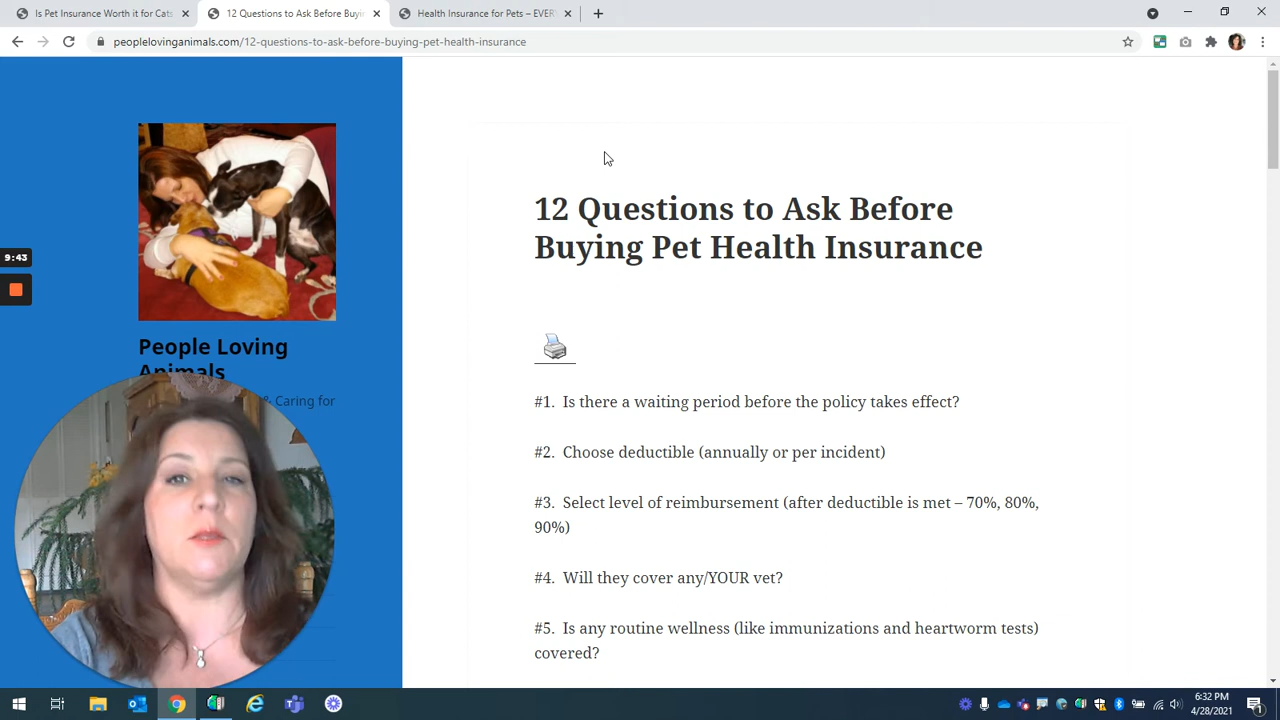 Is Pet Insurance Worth it for Cats
12 Questions to Ask Before Buyin
Health Insurance for Pets – EVER
peoplelovinganimals.com/12-questions-to-ask-before-buying-pet-health-insurance
9:43
People Loving
Animals
& Caring for
12 Questions to Ask Before
Buying Pet Health Insurance
#1. Is there a waiting period before the policy takes effect?
#2. Choose deductible (annually or per incident)
#3. Select level of reimbursement (after deductible is met – 70%, 80%,
90%)
#4. Will they cover any/YOUR vet?
#5. Is any routine wellness (like immunizations and heartworm tests)
covered?
6:32 PM
4/28/2021